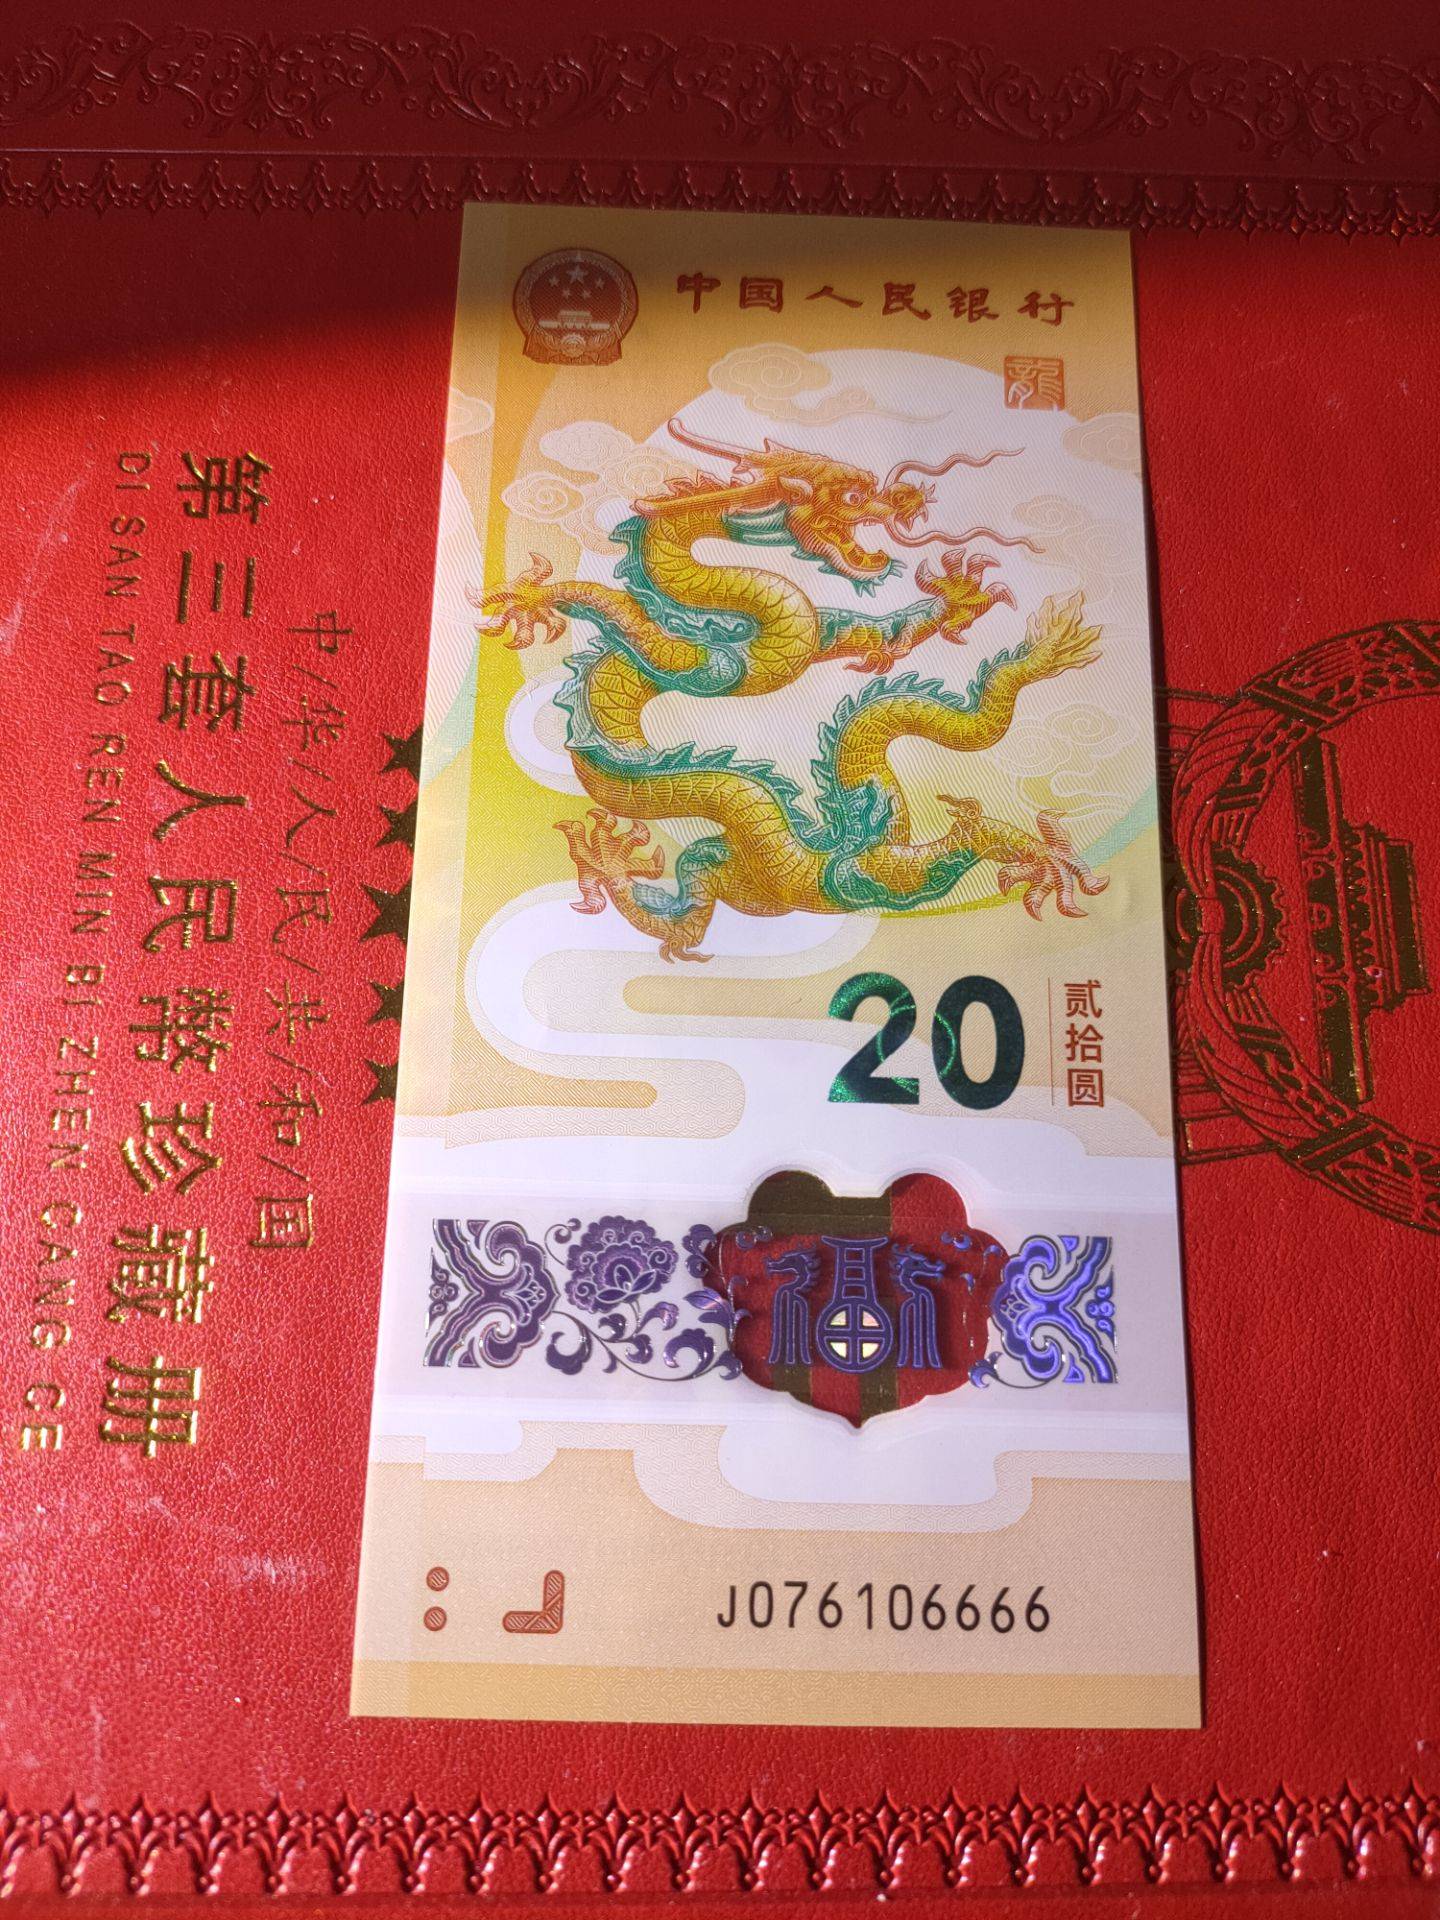 中国人民银行
龍
20
贰拾圆
福
J076106666
中/华/人/民/共/和/国
第三套人民幣珍藏册
DI SAN TAO REN MIN BI ZHEN CANG CE